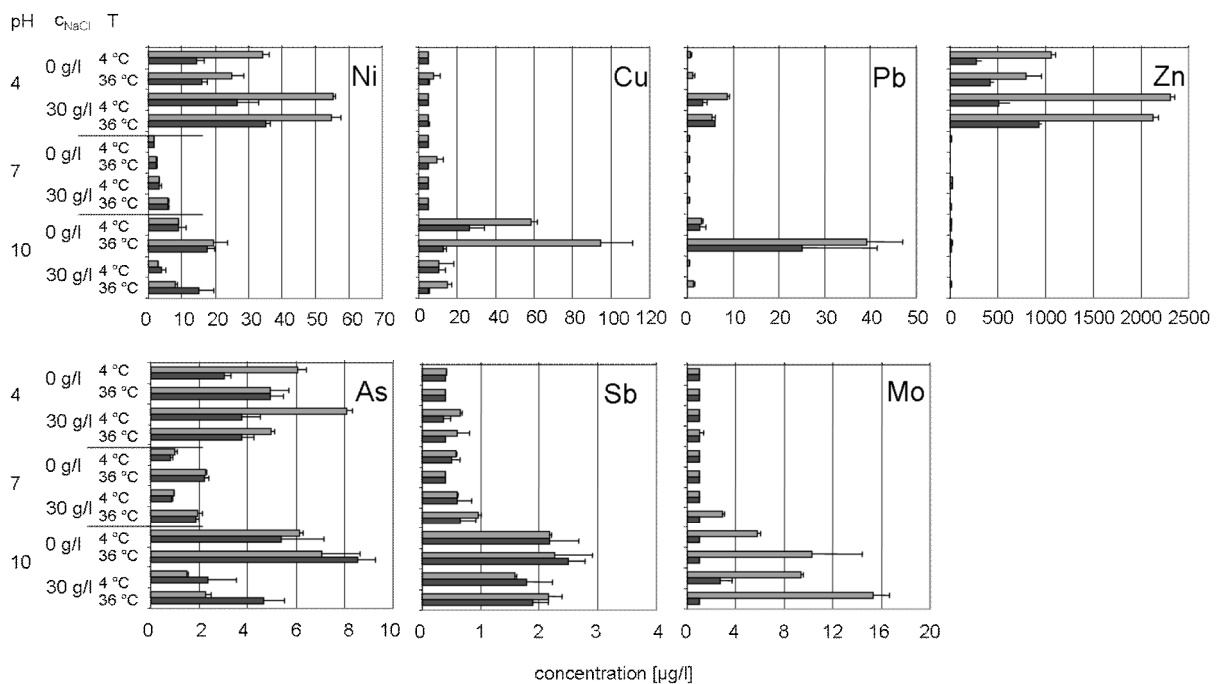 pH c_NaCl T
4
0 g/l
4 °C
36 °C
30 g/l
4 °C
36 °C
7
0 g/l
4 °C
36 °C
30 g/l
4 °C
36 °C
10
0 g/l
4 °C
36 °C
30 g/l
4 °C
36 °C
Ni
Cu
Pb
Zn
0 10 20 30 40 50 60 70
0 20 40 60 80 100 120
0 10 20 30 40 50
0 500 1000 1500 2000 2500
4
0 g/l
4 °C
36 °C
30 g/l
4 °C
36 °C
7
0 g/l
4 °C
36 °C
30 g/l
4 °C
36 °C
10
0 g/l
4 °C
36 °C
30 g/l
4 °C
36 °C
As
Sb
Mo
0 2 4 6 8 10
0 1 2 3 4
0 4 8 12 16 20
concentration [µg/l]